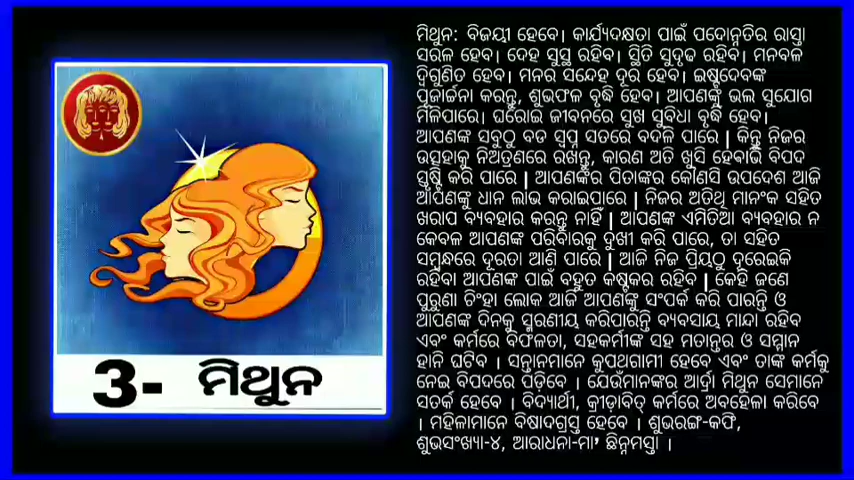 ମିଥୁନ: ବିଜୟୀ ହେବେ। କାର୍ଯ୍ୟଦକ୍ଷତା ପାଇଁ ପଦୋନ୍ନତିର ରାସ୍ତା
ସରଳ ହେବ। ଦେହ ସୁସ୍ଥ ରହିବ। ସ୍ଥିତି ସୁଦୃଢ ରହିବ। ମନବଳ
ଦ୍ୱିଗୁଣିତ ହେବ। ମନର ସନ୍ଦେହ ଦୂର ହେବ। ଇଷ୍ଟଦେବଙ୍କ
ପୂଜାର୍ଚ୍ଚନା କରନ୍ତୁ, ଶୁଭଫଳ ବୃଦ୍ଧି ହେବ। ଆପଣଙ୍କୁ ଭଲ ସୁଯୋଗ
ମିଳିପାରେ। ଘରୋଇ ଜୀବନରେ ସୁଖ ସୁବିଧା ବୃଦ୍ଧି ହେବ।
ଆପଣଙ୍କ ସବୁଠୁ ବଡ ସ୍ୱପ୍ନ ସତରେ ବଦଳି ପାରେ | କିନ୍ତୁ ନିଜର
ଉତ୍ସହାକୁ ନିଅତ୍ରଣରେ ରଖନ୍ତୁ, କାରଣ ଅତି ଖୁସି ହେବାଭି ବିପଦ
ସୃଷ୍ଟି କରି ପାରେ | ଆପଣଙ୍କର ପିତାଙ୍କର କୌଣସି ଉପଦେଶ ଆଜି
ଆପଣଙ୍କୁ ଧାନ ଲାଭ କରାଇପାରେ | ନିଜର ଅତିଥି ମାନଂକ ସହିତ
ଖରାପ ବ୍ୟବହାର କରନ୍ତୁ ନାହିଁ | ଆପଣଙ୍କ ଏମିତିଆ ବ୍ୟବହାର ନ
କେବଳ ଆପଣଙ୍କ ପରିବାରକୁ ଦୁଖୀ କରି ପାରେ, ତା ସହିତ
ସମ୍ବନ୍ଧରେ ଦୂରତା ଆଣି ପାରେ | ଆଜି ନିଜ ପ୍ରିୟଠୁ ଦୂରେଇକି
ରହିବା ଆପଣଙ୍କ ପାଇଁ ବହୁତ କଷ୍ଟକର ରହିବ | କେହି ଜଣେ
ପୁରୁଣା ଚିଂହା ଲୋକ ଆଜି ଆପଣଙ୍କୁ ସଂପର୍କ କରି ପାରନ୍ତି ଓ
ଆପଣଙ୍କ ଦିନକୁ ସ୍ମରଣୀୟ କରିପାରନ୍ତି ବ୍ୟବସାୟ ମାନ୍ଦା ରହିବ
ଏବଂ କର୍ମରେ ବିଫଳତା, ସହକର୍ମୀଙ୍କ ସହ ମତାନ୍ତର ଓ ସମ୍ମାନ
ହାନି ଘଟିବ । ସନ୍ତାନମାନେ କୁପଥଗାମୀ ହେବେ ଏବଂ ତାଙ୍କ କର୍ମକୁ
ନେଇ ବିପଦରେ ପଡ଼ିବେ । ଯେଉଁମାନଙ୍କର ଆର୍ଦ୍ରା ମିଥୁନ ସେମାନେ
ସତର୍କ ହେବେ । ବିଦ୍ୟାର୍ଥୀ, କ୍ରୀଡ଼ାବିତ୍ କର୍ମରେ ଅବହେଳା କରିବେ
। ମହିଳାମାନେ ବିଷାଦଗ୍ରସ୍ତ ହେବେ । ଶୁଭରଙ୍ଗ-କଫି,
ଶୁଭସଂଖ୍ୟା-୪, ଆରାଧନା-ମା’ ଛିନ୍ନମସ୍ତା ।
3- ମିଥୁନ